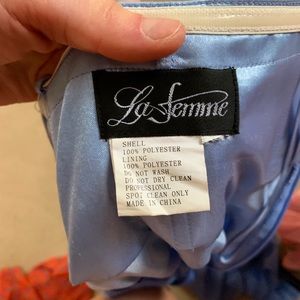 La Femme
SHELL
100% POLYESTER
LINING
100% POLYESTER
DO NOT WASH
DO NOT DRY CLEAN
PROFESSIONAL
SPOT CLEAN ONLY
MADE IN CHINA